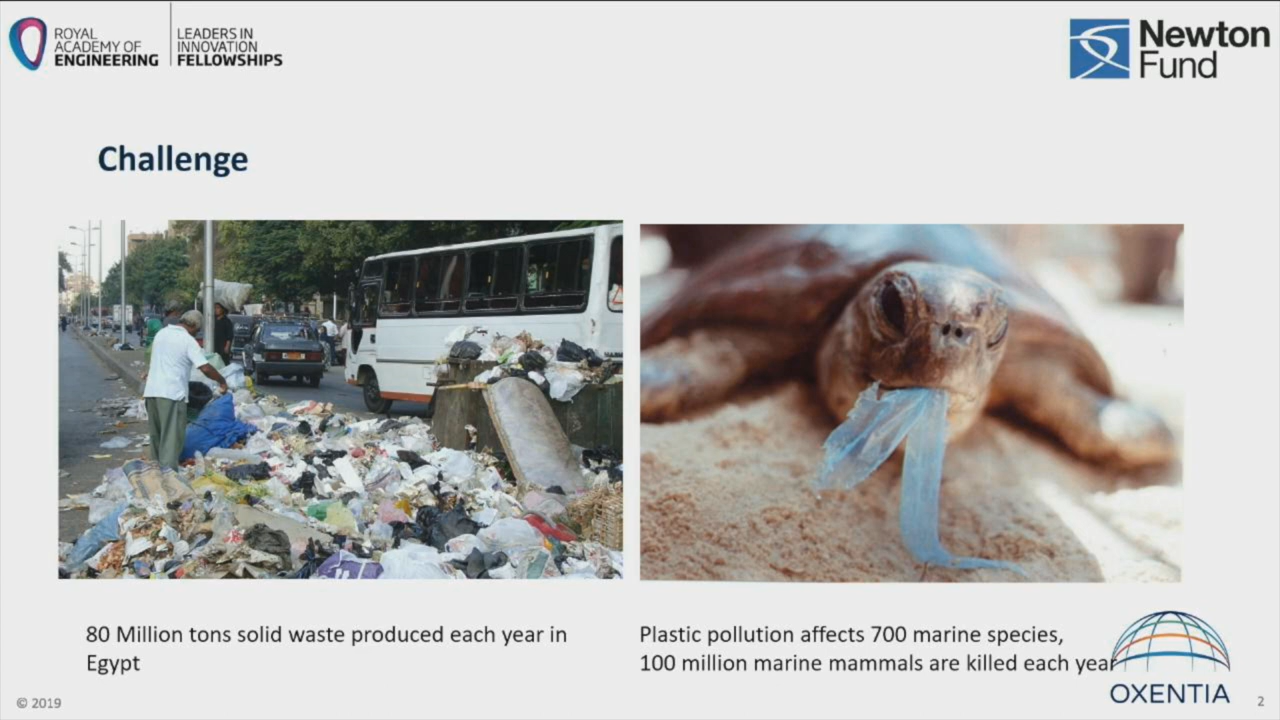 ROYAL
ACADEMY OF
ENGINEERING
LEADERS IN
INNOVATION
FELLOWSHIPS
Newton
Fund
Challenge
80 Million tons solid waste produced each year in
Egypt
Plastic pollution affects 700 marine species,
100 million marine mammals are killed each year
OXENTIA
© 2019
2